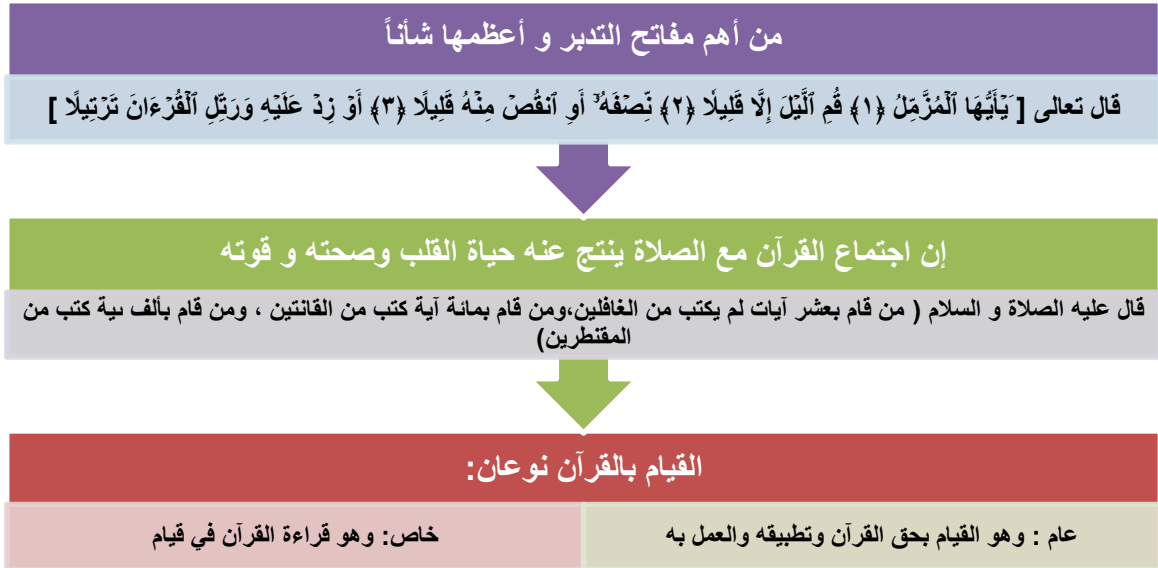 من أهم مفاتح التدبر و أعظمها شأناً
قال تعالى [ يَٰٓأَيُّهَا ٱلْمُزَّمِّلُ ﴿١﴾ قُمِ ٱلَّيْلَ إِلَّا قَلِيلًا ﴿٢﴾ نِّصْفَهُۥٓ أَوِ ٱنقُصْ مِنْهُ قَلِيلًا ﴿٣﴾ أَوْ زِدْ عَلَيْهِ وَرَتِّلِ ٱلْقُرْءَانَ تَرْتِيلًا ]
إن اجتماع القرآن مع الصلاة ينتج عنه حياة القلب وصحته و قوته
قال عليه الصلاة و السلام ( من قام بعشر آيات لم يكتب من الغافلين،ومن قام بمائة آية كتب من القانتين ، ومن قام بألف ىية كتب من
المقنطرين)
القيام بالقرآن نوعان:
عام : وهو القيام بحق القرآن وتطبيقه والعمل به
خاص: وهو قراءة القرآن في قيام